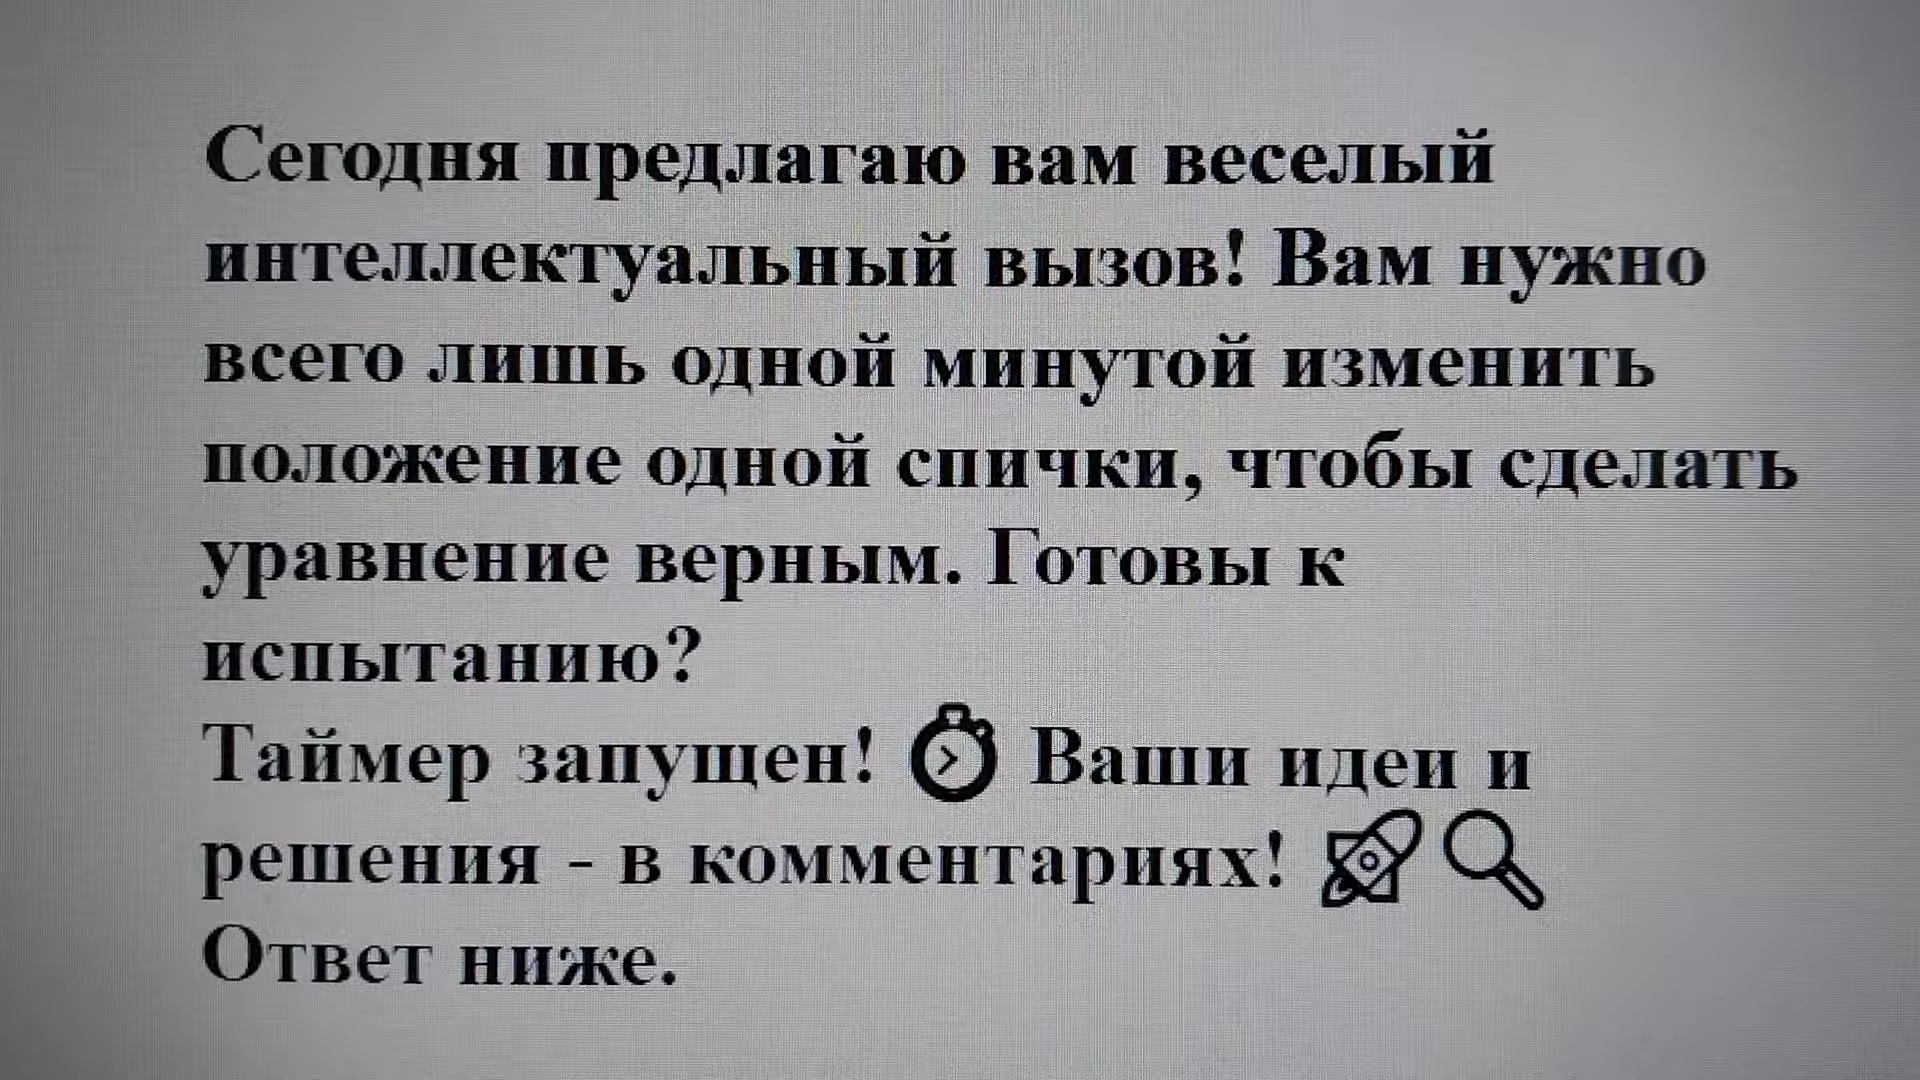 Сегодня предлагаю вам веселый
интеллектуальный вызов! Вам нужно
всего лишь одной минутой изменить
положение одной спички, чтобы сделать
уравнение верным. Готовы к
испытанию?
Таймер запущен! ⏱ Ваши идеи и
решения - в комментариях! 🚀🔍
Ответ ниже.